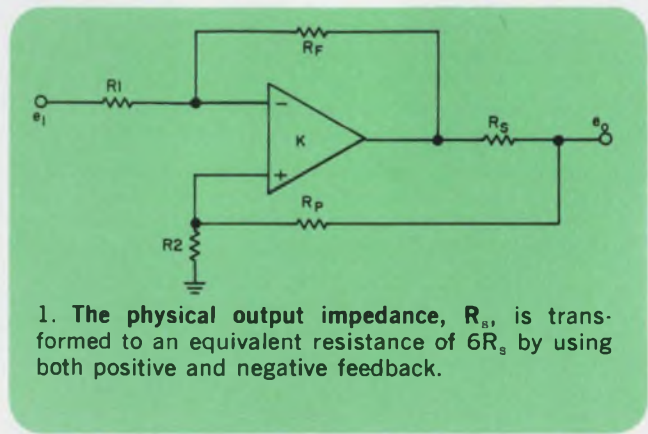 RF
R1
e1
−
K
RS
eo
+
RP
R2
1. The physical output impedance, Rs, is trans-
formed to an equivalent resistance of 6Rs by using
both positive and negative feedback.